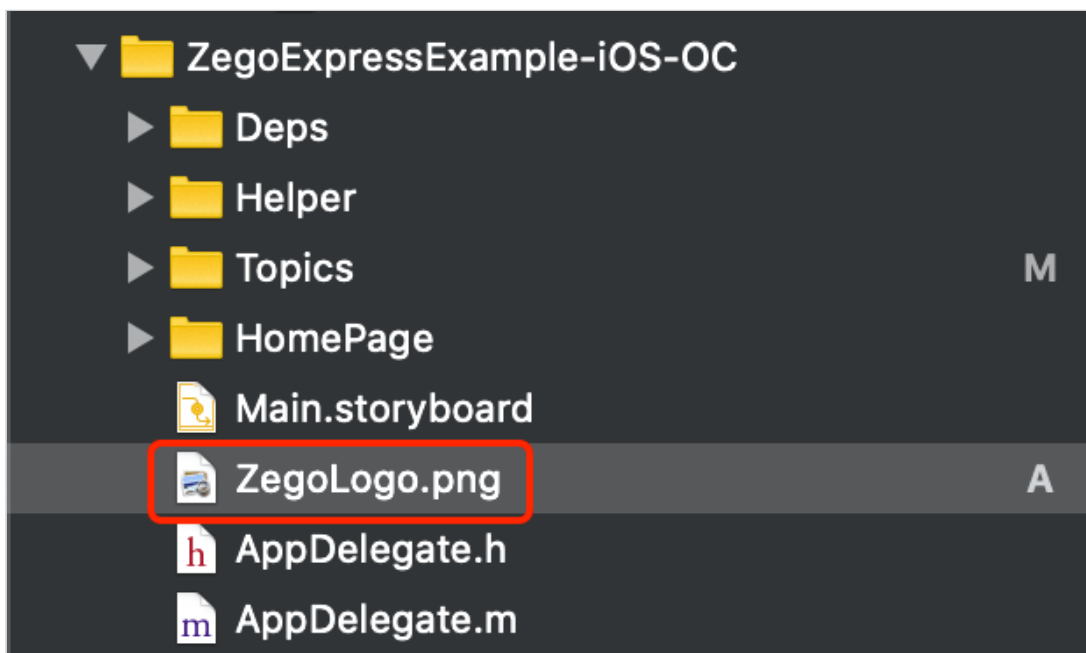 ZegoExpressExample-iOS-OC
Deps
Helper
Topics M
HomePage
Main.storyboard
ZegoLogo.png A
h AppDelegate.h
m AppDelegate.m